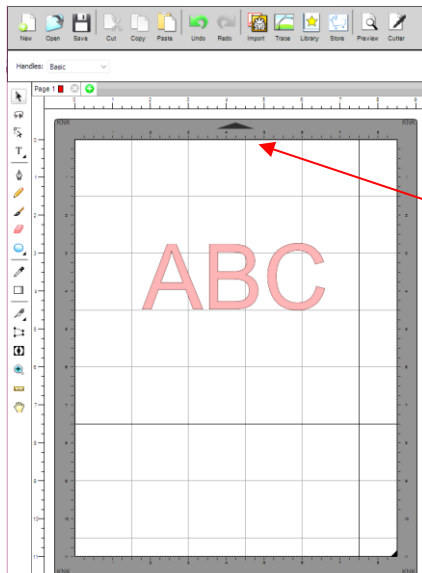 New Open Save Cut Copy Paste Undo Redo Import Trace Library Store Preview Cutter
Handles: Basic
Page 1
KNK KNK
ABC
KNK KNK